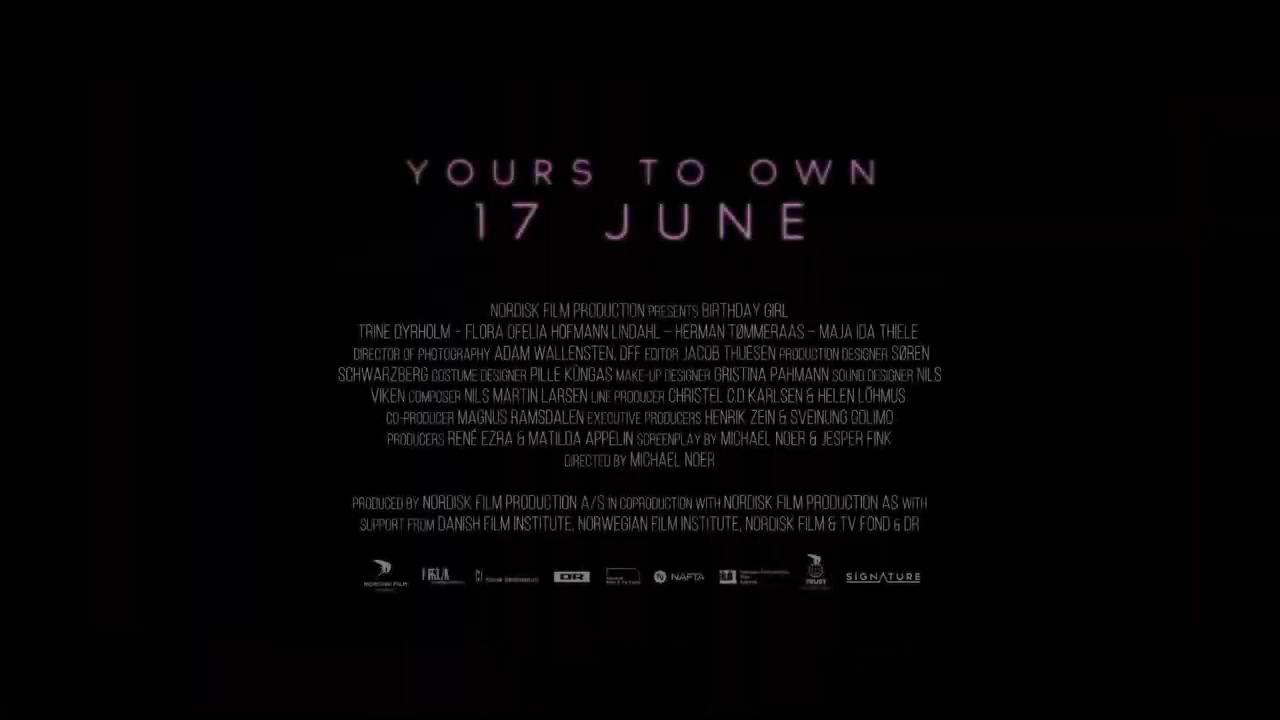 YOURS TO OWN
17 JUNE
NORDISK FILM PRODUCTION PRESENTS BIRTHDAY GIRL
TRINE DYRHOLM - FLORA OFELIA HOFMANN LINDAHL – HERMAN TØMMERAAS – MAJA IDA THIELE
DIRECTOR OF PHOTOGRAPHY ADAM WALLENSTEN, DFF EDITOR JACOB THUESEN PRODUCTION DESIGNER SØREN
SCHWARZBERG COSTUME DESIGNER PILLE KÜNGAS MAKE-UP DESIGNER CRISTINA PAHMANN SOUND DESIGNER NILS
VIKEN COMPOSER NILS MARTIN LARSEN LINE PRODUCER CHRISTEL C.D KARLSEN & HELEN LÕHMUS
CO-PRODUCER MAGNUS RAMSDALEN EXECUTIVE PRODUCERS HENRIK ZEIN & SVEINUNG GOLIMO
PRODUCERS RENÉ EZRA & MATILDA APPELIN SCREENPLAY BY MICHAEL NOER & JESPER FINK
DIRECTED BY MICHAEL NOER
PRODUCED BY NORDISK FILM PRODUCTION A/S IN COPRODUCTION WITH NORDISK FILM PRODUCTION AS WITH
SUPPORT FROM DANISH FILM INSTITUTE, NORWEGIAN FILM INSTITUTE, NORDISK FILM & TV FOND & DR
NORDISK FILM DR NAFTA TRUST SIGNATURE